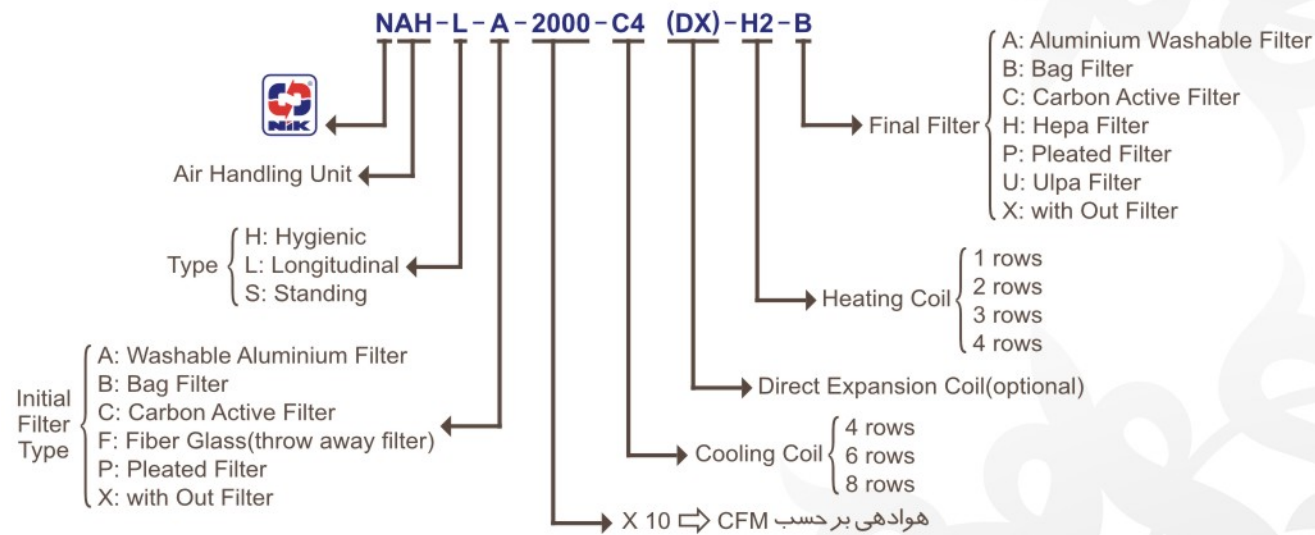 NAH-L-A-2000-C4 (DX)-H2-B
NiK
Air Handling Unit
Type
H: Hygienic
L: Longitudinal
S: Standing
Initial
Filter
Type
A: Washable Aluminium Filter
B: Bag Filter
C: Carbon Active Filter
F: Fiber Glass(throw away filter)
P: Pleated Filter
X: with Out Filter
Final Filter
A: Aluminium Washable Filter
B: Bag Filter
C: Carbon Active Filter
H: Hepa Filter
P: Pleated Filter
U: Ulpa Filter
X: with Out Filter
Heating Coil
1 rows
2 rows
3 rows
4 rows
Direct Expansion Coil(optional)
Cooling Coil
4 rows
6 rows
8 rows
X 10 ⇨ CFM هوادهی بر حسب